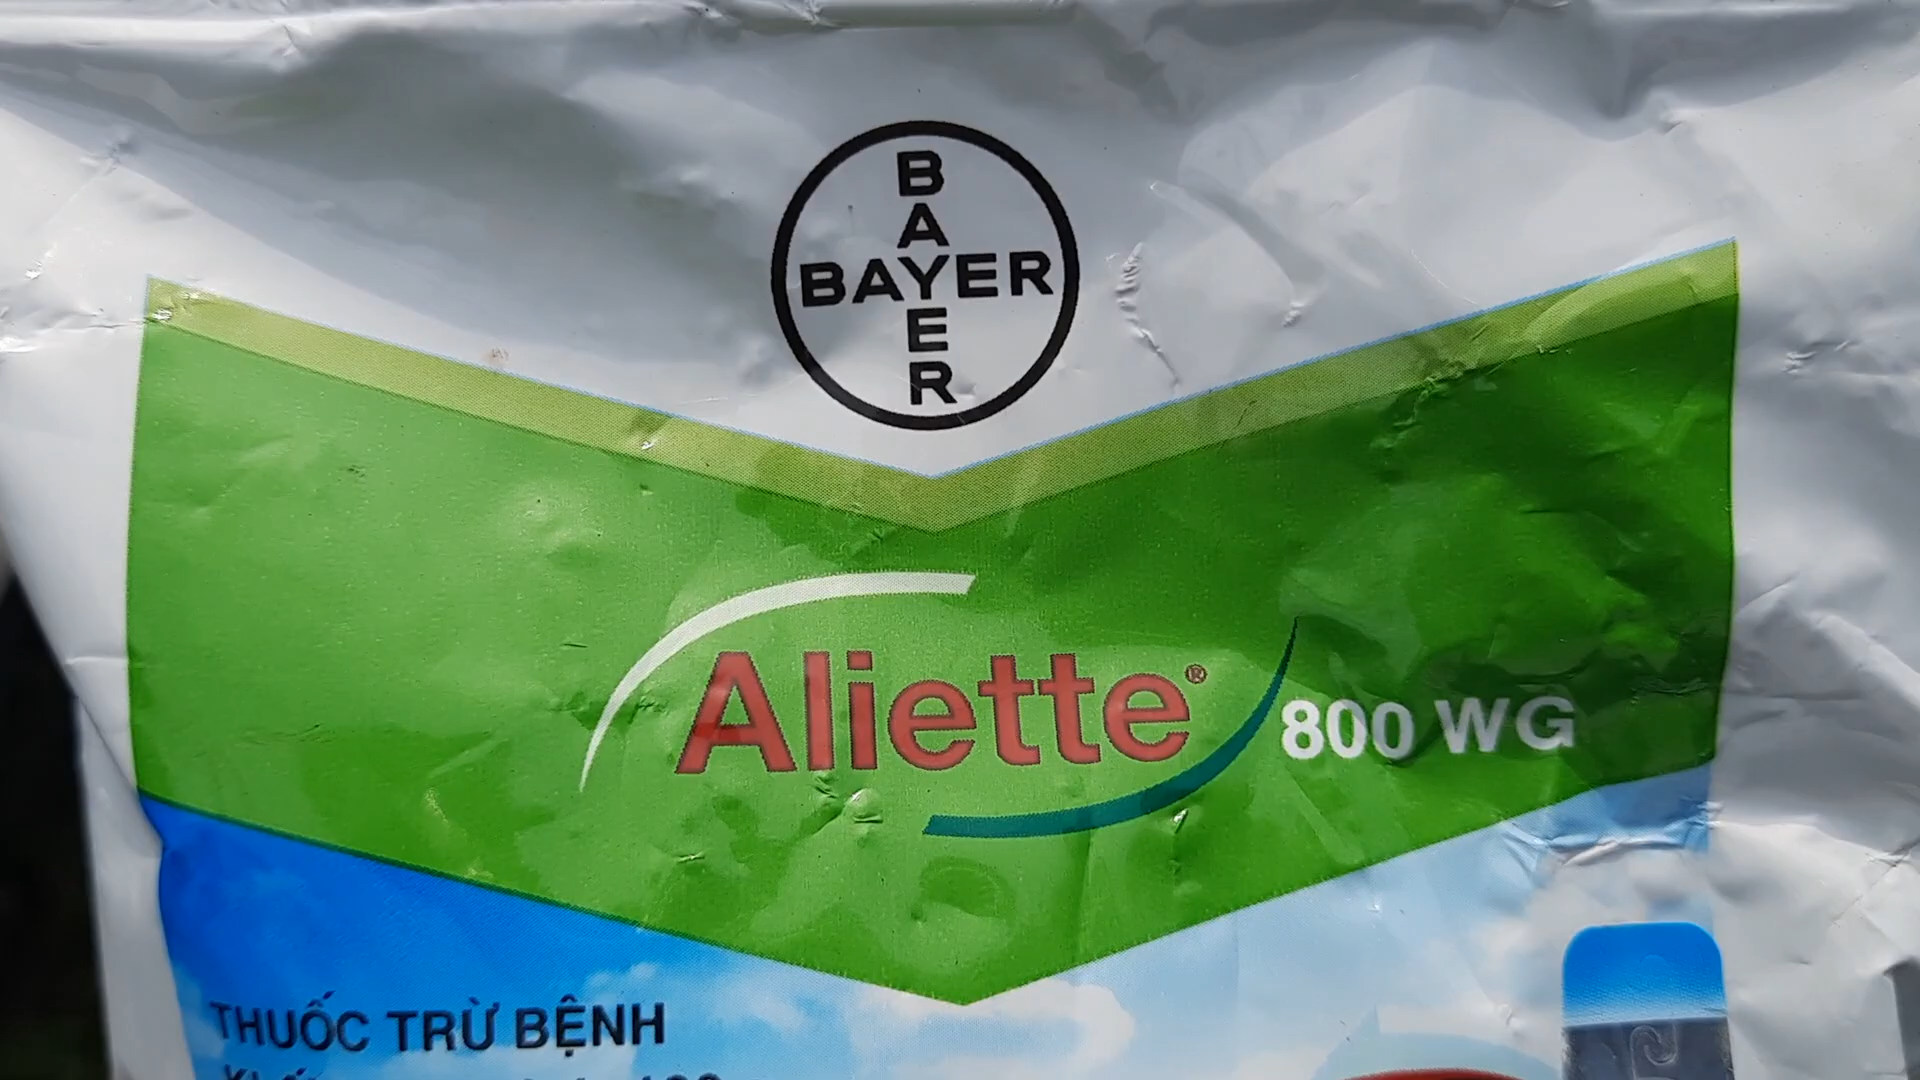 BAYER
BAYER
Aliette®
800 WG
THUỐC TRỪ BỆNH